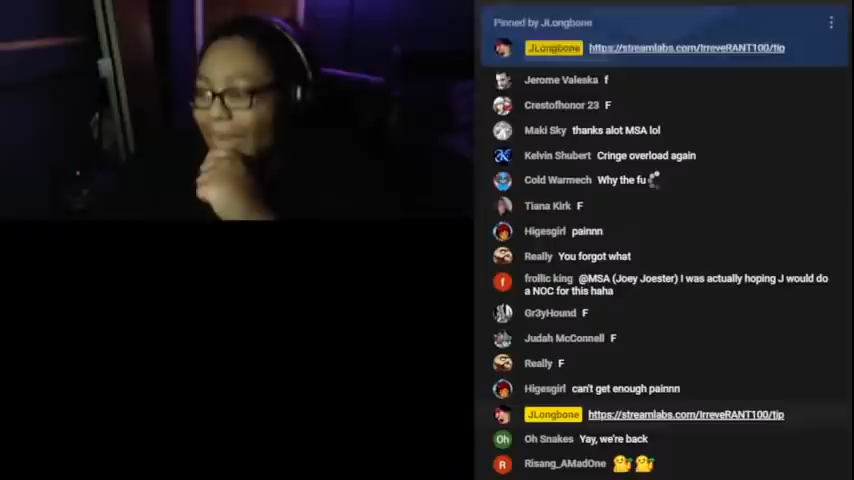 Pinned by JLongbone
JLongbone https://streamlabs.com/IrreveRANT100/tip
Jerome Valeska f
Crestofhonor 23 F
Maki Sky thanks alot MSA lol
Kelvin Shubert Cringe overload again
Cold Warmech Why the fu
Tiana Kirk F
Higesgirl painnn
Really You forgot what
f frollic king @MSA (Joey Joester) I was actually hoping J would do
a NOC for this haha
Gr3yHound F
Judah McConnell F
Really F
Higesgirl can't get enough painnn
JLongbone https://streamlabs.com/IrreveRANT100/tip
Oh Oh Snakes Yay, we're back
R Risang_AMadOne